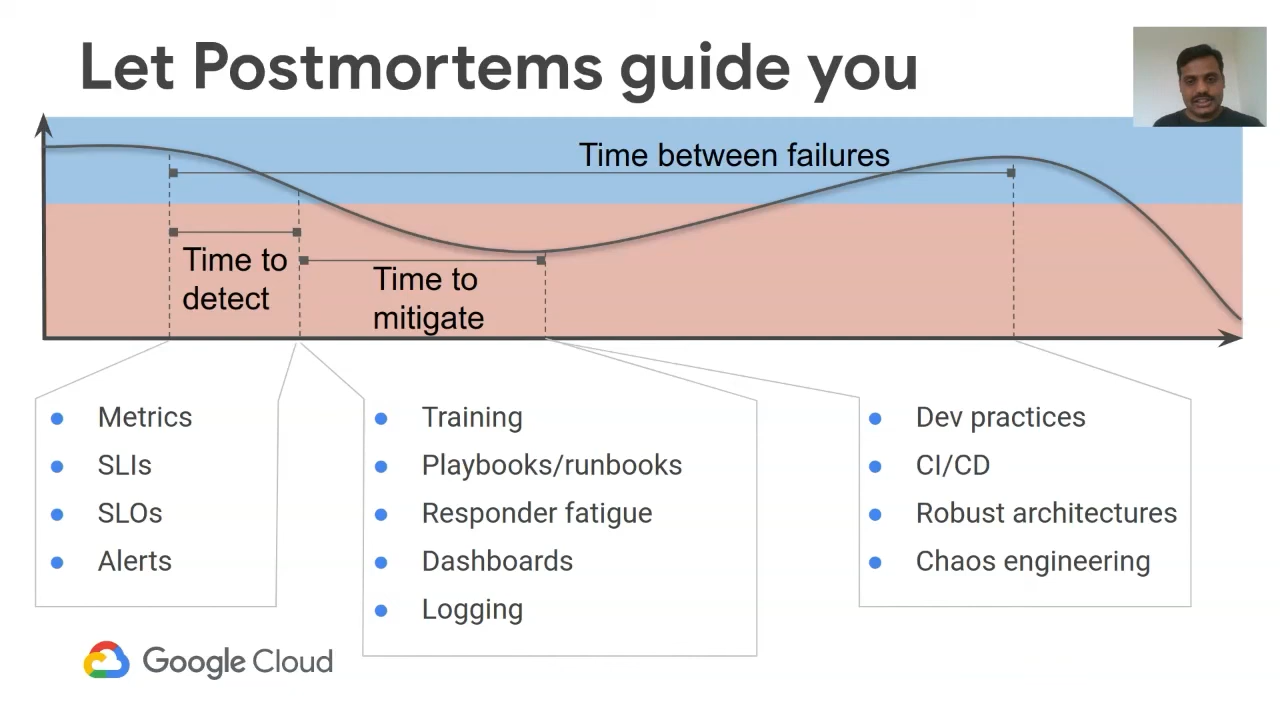 Let Postmortems guide you
Time between failures
Time to
detect
Time to
mitigate
Metrics
SLIs
SLOs
Alerts
Training
Playbooks/runbooks
Responder fatigue
Dashboards
Logging
Dev practices
CI/CD
Robust architectures
Chaos engineering
Google Cloud